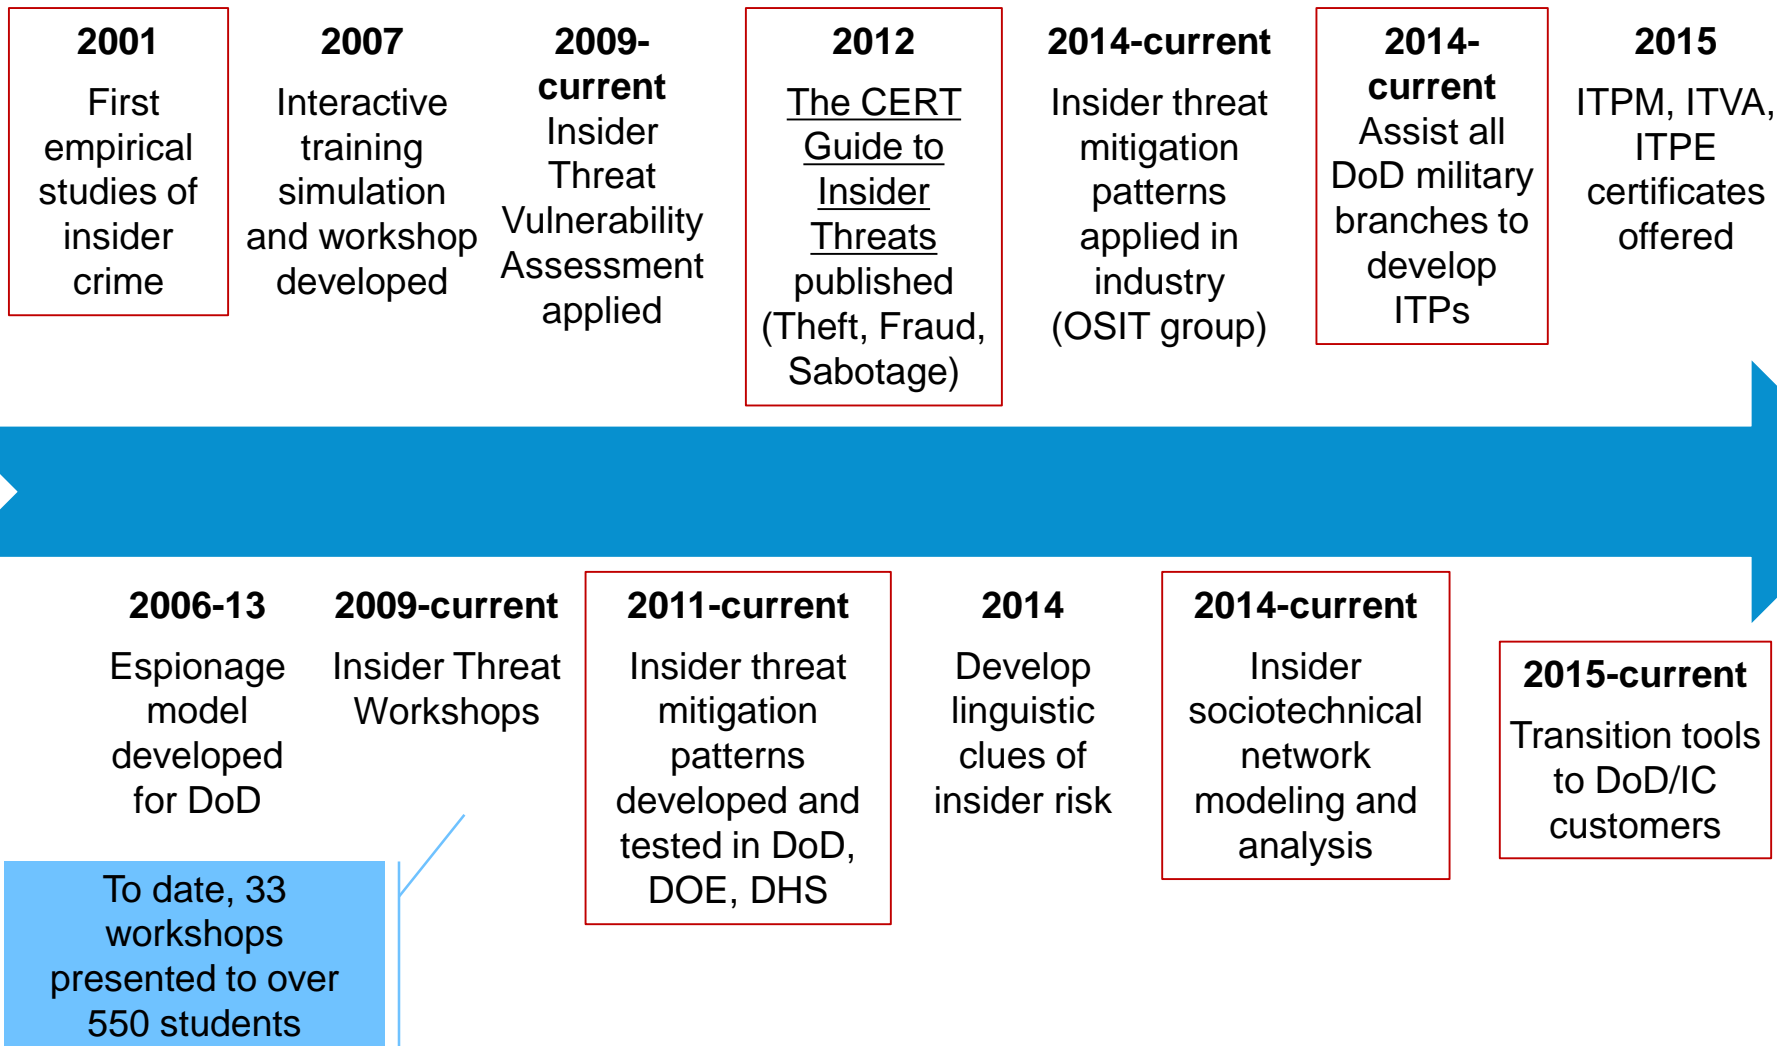 2001
First
empirical
studies of
insider
crime
2007
Interactive
training
simulation
and workshop
developed
2009-
current
Insider
Threat
Vulnerability
Assessment
applied
2012
The CERT
Guide to
Insider
Threats
published
(Theft, Fraud,
Sabotage)
2014-current
Insider threat
mitigation
patterns
applied in
industry
(OSIT group)
2014-
current
Assist all
DoD military
branches to
develop
ITPs
2015
ITPM, ITVA,
ITPE
certificates
offered
2006-13
Espionage
model
developed
for DoD
2009-current
Insider Threat
Workshops
2011-current
Insider threat
mitigation
patterns
developed and
tested in DoD,
DOE, DHS
2014
Develop
linguistic
clues of
insider risk
2014-current
Insider
sociotechnical
network
modeling and
analysis
2015-current
Transition tools
to DoD/IC
customers
To date, 33
workshops
presented to over
550 students